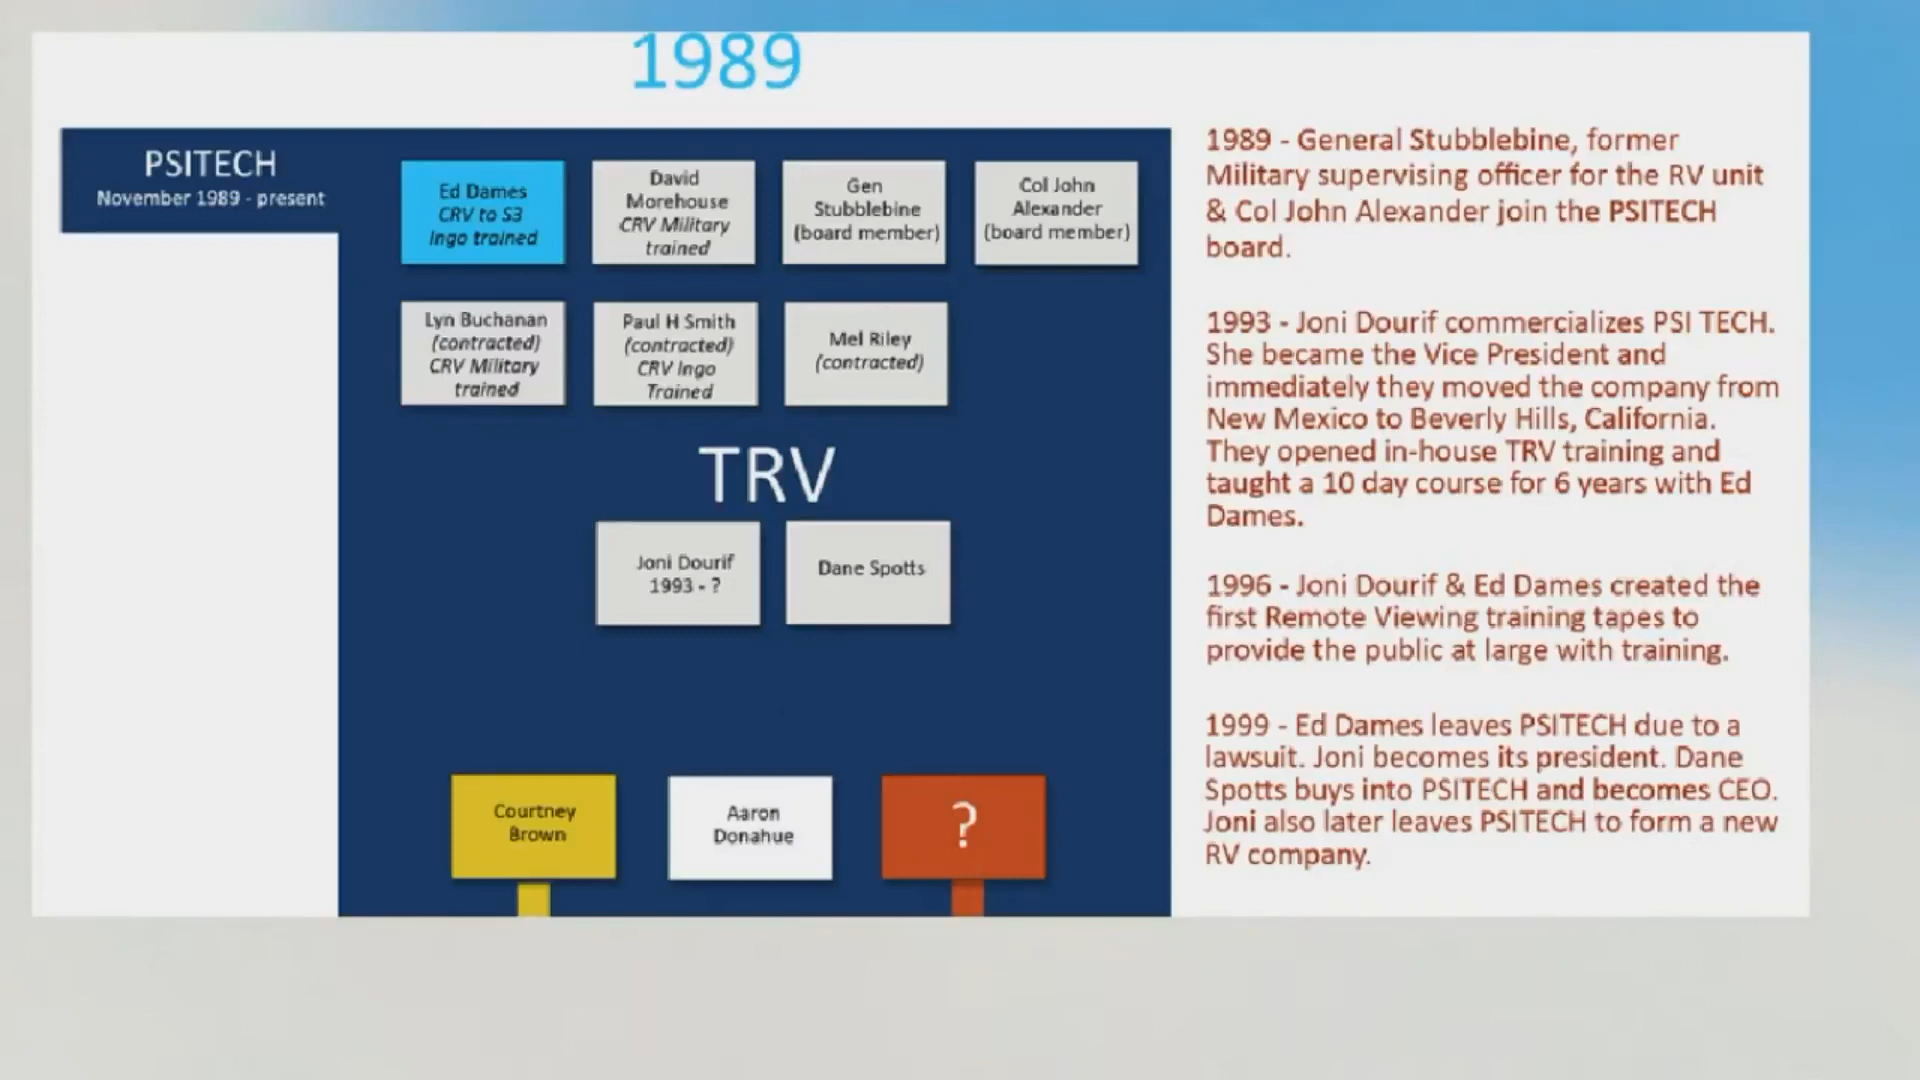 1989
PSITECH
November 1989 - present
Ed Dames
CRV to S3
Ingo trained
David
Morehouse
CRV Military
trained
Gen
Stubblebine
(board member)
Col John
Alexander
(board member)
Lyn Buchanan
(contracted)
CRV Military
trained
Paul H Smith
(contracted)
CRV Ingo
Trained
Mel Riley
(contracted)
TRV
Joni Dourif
1993 - ?
Dane Spotts
Courtney
Brown
Aaron
Donahue
?
1989 - General Stubblebine, former
Military supervising officer for the RV unit
& Col John Alexander join the PSITECH
board.
1993 - Joni Dourif commercializes PSI TECH.
She became the Vice President and
immediately they moved the company from
New Mexico to Beverly Hills, California.
They opened in-house TRV training and
taught a 10 day course for 6 years with Ed
Dames.
1996 - Joni Dourif & Ed Dames created the
first Remote Viewing training tapes to
provide the public at large with training.
1999 - Ed Dames leaves PSITECH due to a
lawsuit. Joni becomes its president. Dane
Spotts buys into PSITECH and becomes CEO.
Joni also later leaves PSITECH to form a new
RV company.